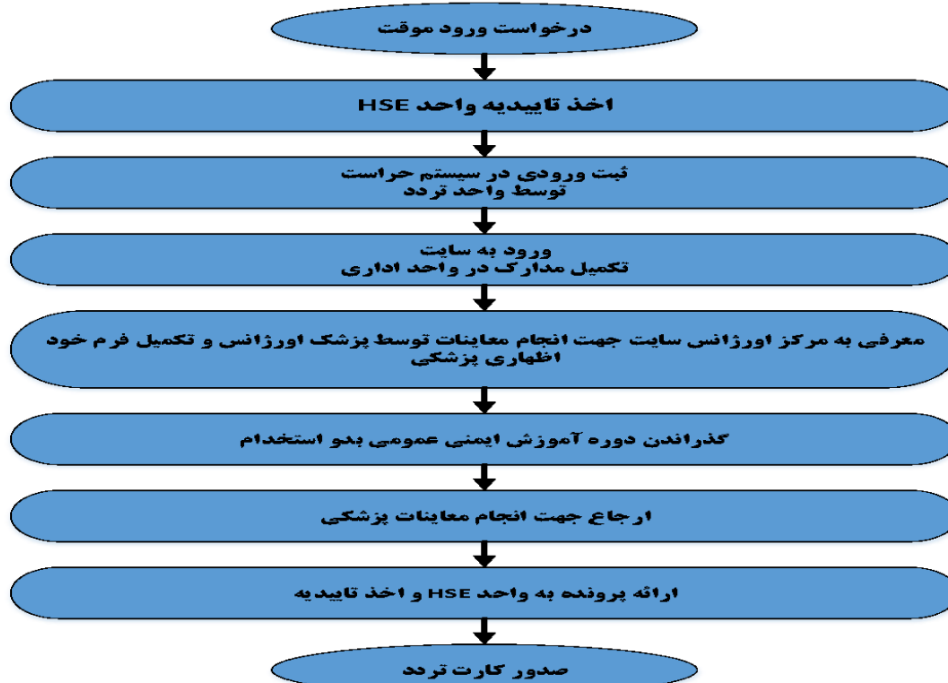 درخواست ورود موقت
اخذ تاییدیه واحد HSE
ثبت ورودی در سیستم حراست
توسط واحد تردد
ورود به سایت
تکمیل مدارک در واحد اداری
معرفی به مرکز اورژانس سایت جهت انجام معاینات توسط پزشک اورژانس و تکمیل فرم خود
اظهاری پزشکی
گذراندن دوره آموزش ایمنی عمومی بدو استخدام
ارجاع جهت انجام معاینات پزشکی
ارائه پرونده به واحد HSE و اخذ تاییدیه
صدور کارت تردد